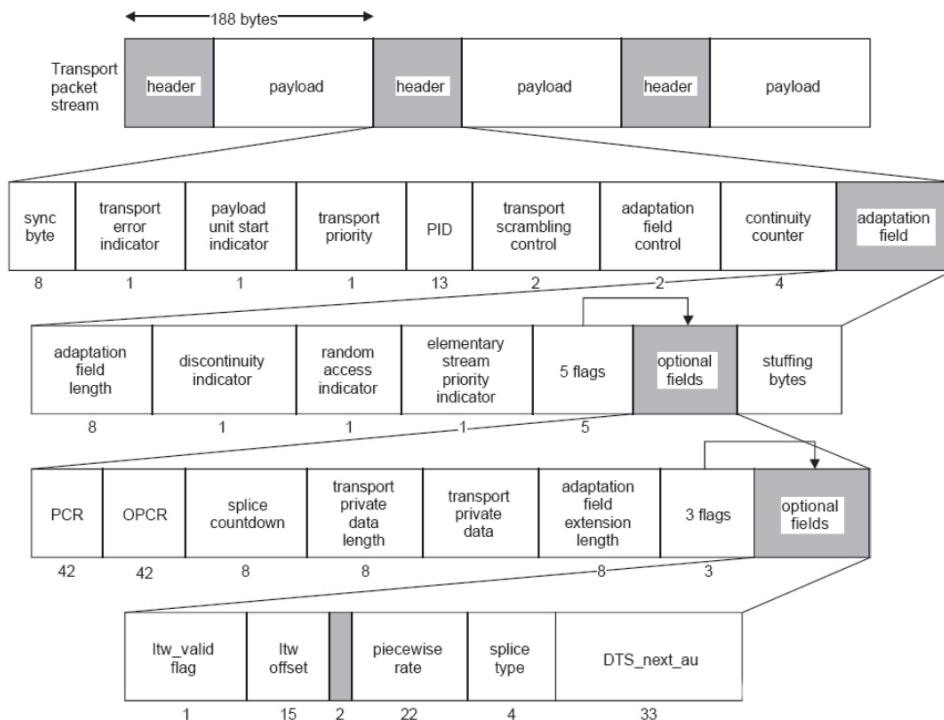 188 bytes
Transport
packet
stream
header
payload
header
payload
header
payload
sync
byte
transport
error
indicator
payload
unit start
indicator
transport
priority
PID
transport
scrambling
control
adaptation
field
control
continuity
counter
adaptation
field
8
1
1
1
13
2
2
4
adaptation
field
length
discontinuity
indicator
random
access
indicator
elementary
stream
priority
indicator
5 flags
optional
fields
stuffing
bytes
8
1
1
1
5
PCR
OPCR
splice
countdown
transport
private
data
length
transport
private
data
adaptation
field
extension
length
3 flags
optional
fields
42
42
8
8
8
3
ltw_valid
flag
ltw
offset
piecewise
rate
splice
type
DTS_next_au
1
15
2
22
4
33